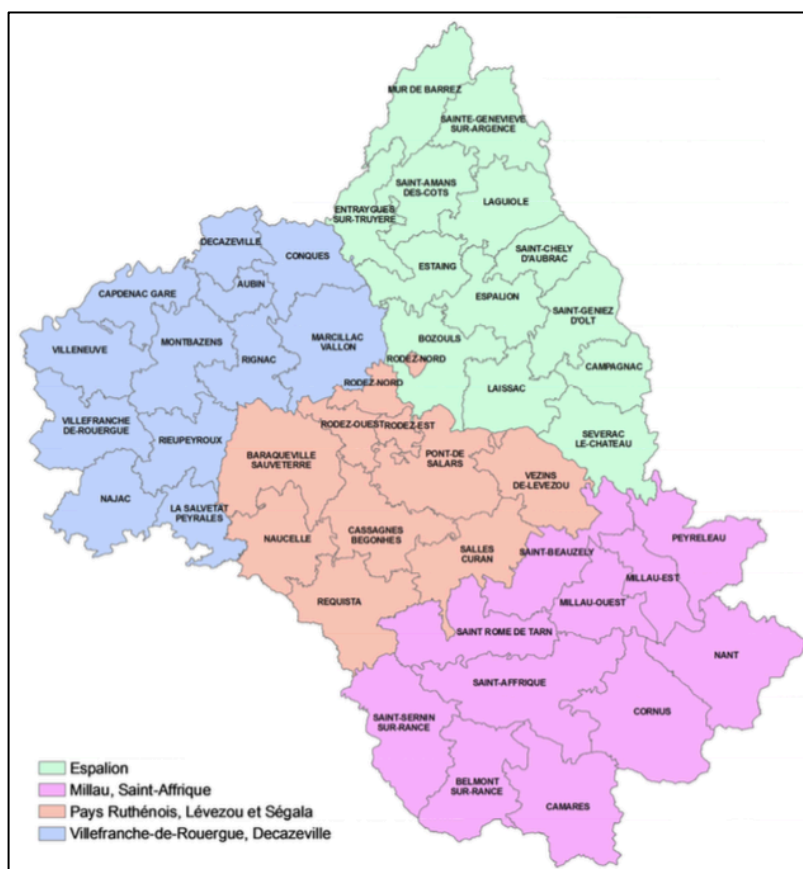 MUR DE BARREZ
SAINTE-GENEVIEVE
SUR-ARGENCE
SAINT-AMANS
DES-COTS
LAGUIOLE
ENTRAYGUES
SUR-TRUYERE
DECAZEVILLE
CONQUES
SAINT-CHELY
D'AUBRAC
ESTAING
AUBIN
CAPDENAC GARE
ESPALION
SAINT-GENIEZ
D'OLT
MARCILLAC
VALLON
BOZOULS
MONTBAZENS
VILLENEUVE
RIGNAC
RODEZ-NORD
CAMPAGNAC
RODEZ-NORD
LAISSAC
VILLEFRANCHE
DE-ROUERGUE
RODEZ-OUEST
RODEZ-EST
SEVERAC
LE-CHATEAU
RIEUPEYROUX
BARAQUEVILLE
SAUVETERRE
PONT-DE
SALARS
VEZINS
DE-LEVEZOU
NAJAC
LA SALVETAT
PEYRALES
NAUCELLE
CASSAGNES
BEGONHES
SALLES
CURAN
SAINT-BEAUZELY
PEYRELEAU
MILLAU-EST
REQUISTA
MILLAU-OUEST
SAINT ROME DE TARN
NANT
SAINT-AFFRIQUE
CORNUS
SAINT-SERNIN
SUR-RANCE
BELMONT
SUR-RANCE
CAMARES
Espalion
Millau, Saint-Affrique
Pays Ruthénois, Lévezou et Ségala
Villefranche-de-Rouergue, Decazeville